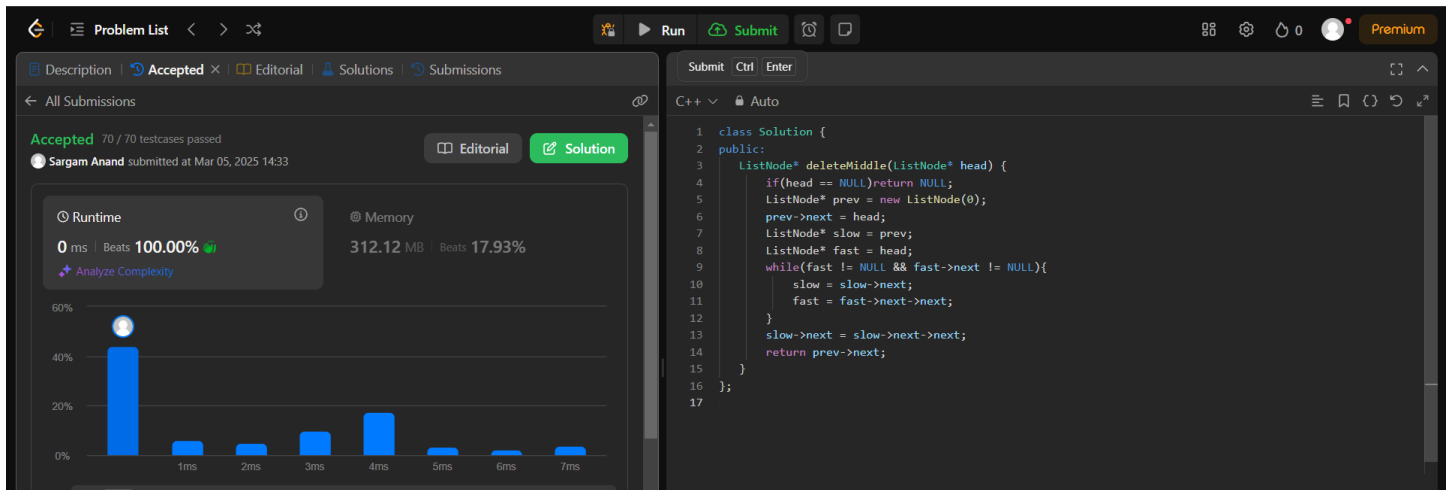 Problem List Run Submit 0 Premium
Description Accepted Editorial Solutions Submissions
All Submissions
Accepted 70 / 70 testcases passed
Sargam Anand submitted at Mar 05, 2025 14:33
Editorial Solution
Runtime
0 ms Beats 100.00%
Analyze Complexity
Memory
312.12 MB Beats 17.93%
60%
40%
20%
0%
1ms 2ms 3ms 4ms 5ms 6ms 7ms
Submit Ctrl Enter
C++ Auto
1 class Solution {
2 public:
3 ListNode* deleteMiddle(ListNode* head) {
4 if(head == NULL)return NULL;
5 ListNode* prev = new ListNode(0);
6 prev->next = head;
7 ListNode* slow = prev;
8 ListNode* fast = head;
9 while(fast != NULL && fast->next != NULL){
10 slow = slow->next;
11 fast = fast->next->next;
12 }
13 slow->next = slow->next->next;
14 return prev->next;
15 }
16 };
17